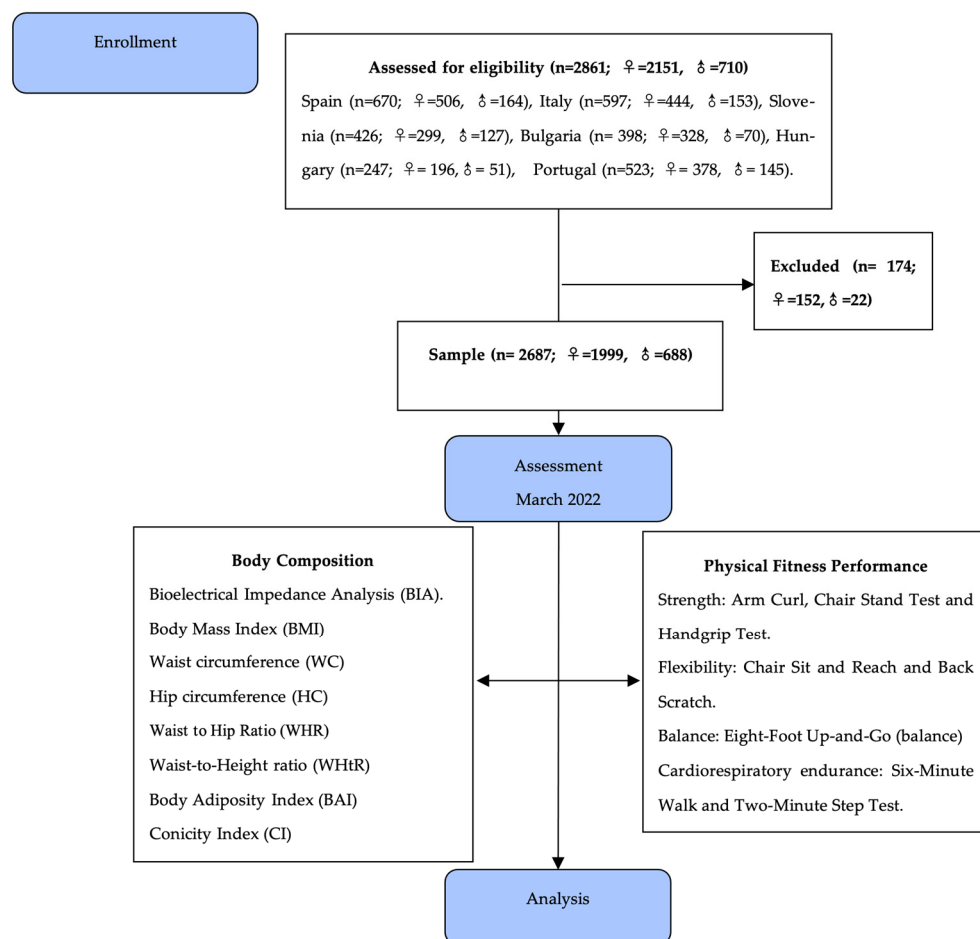 Enrollment
Assessed for eligibility (n=2861; ♀=2151, ♂=710)
Spain (n=670; ♀=506, ♂=164), Italy (n=597; ♀=444, ♂=153), Slove-
nia (n=426; ♀=299, ♂=127), Bulgaria (n= 398; ♀=328, ♂=70), Hun-
gary (n=247; ♀= 196, ♂= 51), Portugal (n=523; ♀= 378, ♂= 145).
Excluded (n= 174;
♀=152, ♂=22)
Sample (n= 2687; ♀=1999, ♂=688)
Assessment
March 2022
Body Composition
Bioelectrical Impedance Analysis (BIA).
Body Mass Index (BMI)
Waist circumference (WC)
Hip circumference (HC)
Waist to Hip Ratio (WHR)
Waist-to-Height ratio (WHtR)
Body Adiposity Index (BAI)
Conicity Index (CI)
Physical Fitness Performance
Strength: Arm Curl, Chair Stand Test and
Handgrip Test.
Flexibility: Chair Sit and Reach and Back
Scratch.
Balance: Eight-Foot Up-and-Go (balance)
Cardiorespiratory endurance: Six-Minute
Walk and Two-Minute Step Test.
Analysis